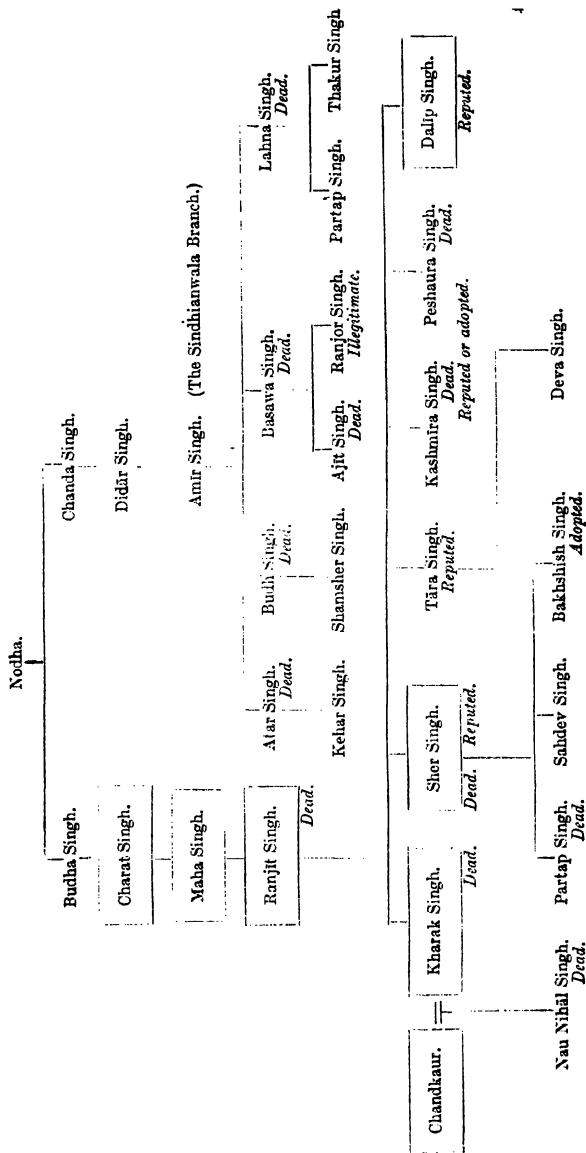 Nodha.
Budha Singh. Chanda Singh.
Charat Singh. Didār Singh.
Maha Singh. Amir Singh. (The Sindhianwala Branch.)
Ranjit Singh. Atar Singh. Budh Singh. Basawa Singh. Lahna Singh.
Dead. Dead. Dead. Dead. Dead.
Kehar Singh. Shamsher Singh. Ajit Singh. Ranjor Singh. Partap Singh. Thakur Singh
Dead. Illegitimate.
Chandkaur. Kharak Singh. Sher Singh. Tāra Singh. Kashmīra Singh. Peshaura Singh. Dalīp Singh.
Dead. Dead. Reputed. Reputed. Dead. Dead. Reputed.
Reputed or adopted.
Nau Nihāl Singh. Partap Singh. Sahdev Singh. Bakhshish Singh. Deva Singh.
Dead. Dead. Adopted.